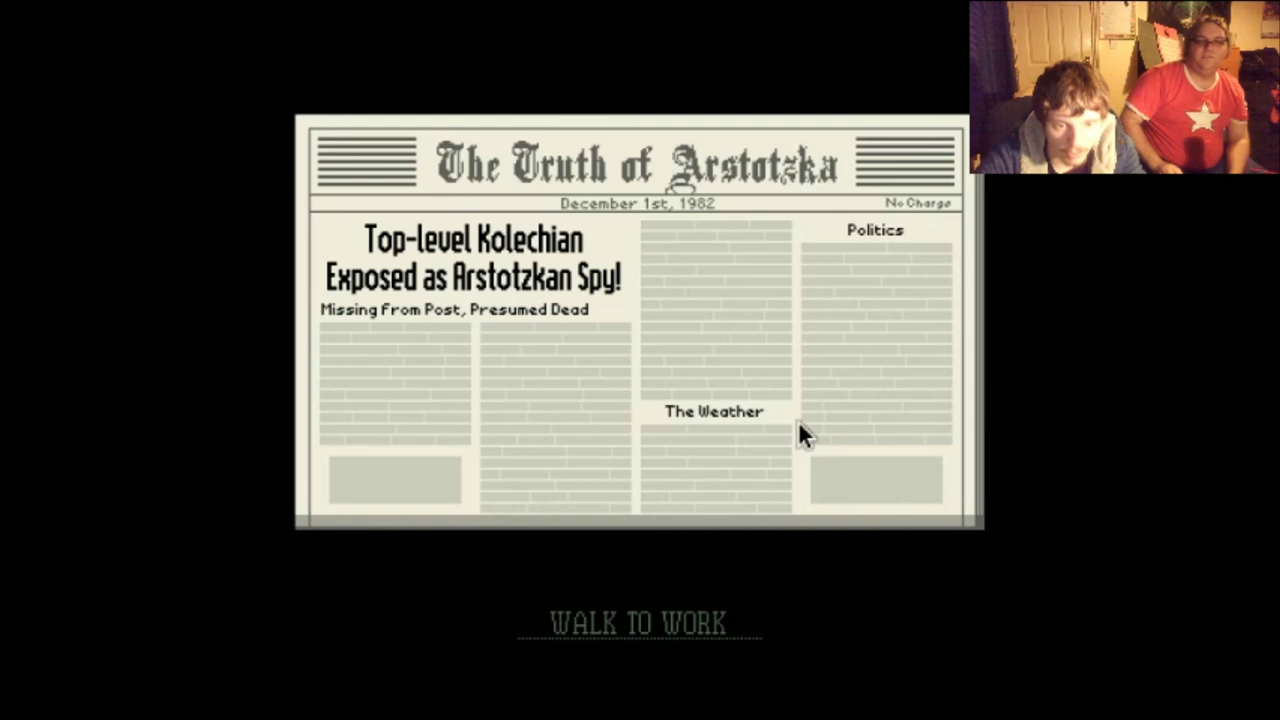 The Truth of Arstotzka
December 1st, 1982
No Charge
Top-level Kolechian
Exposed as Arstotzkan Spy!
Missing From Post, Presumed Dead
The Weather
Politics
WALK TO WORK